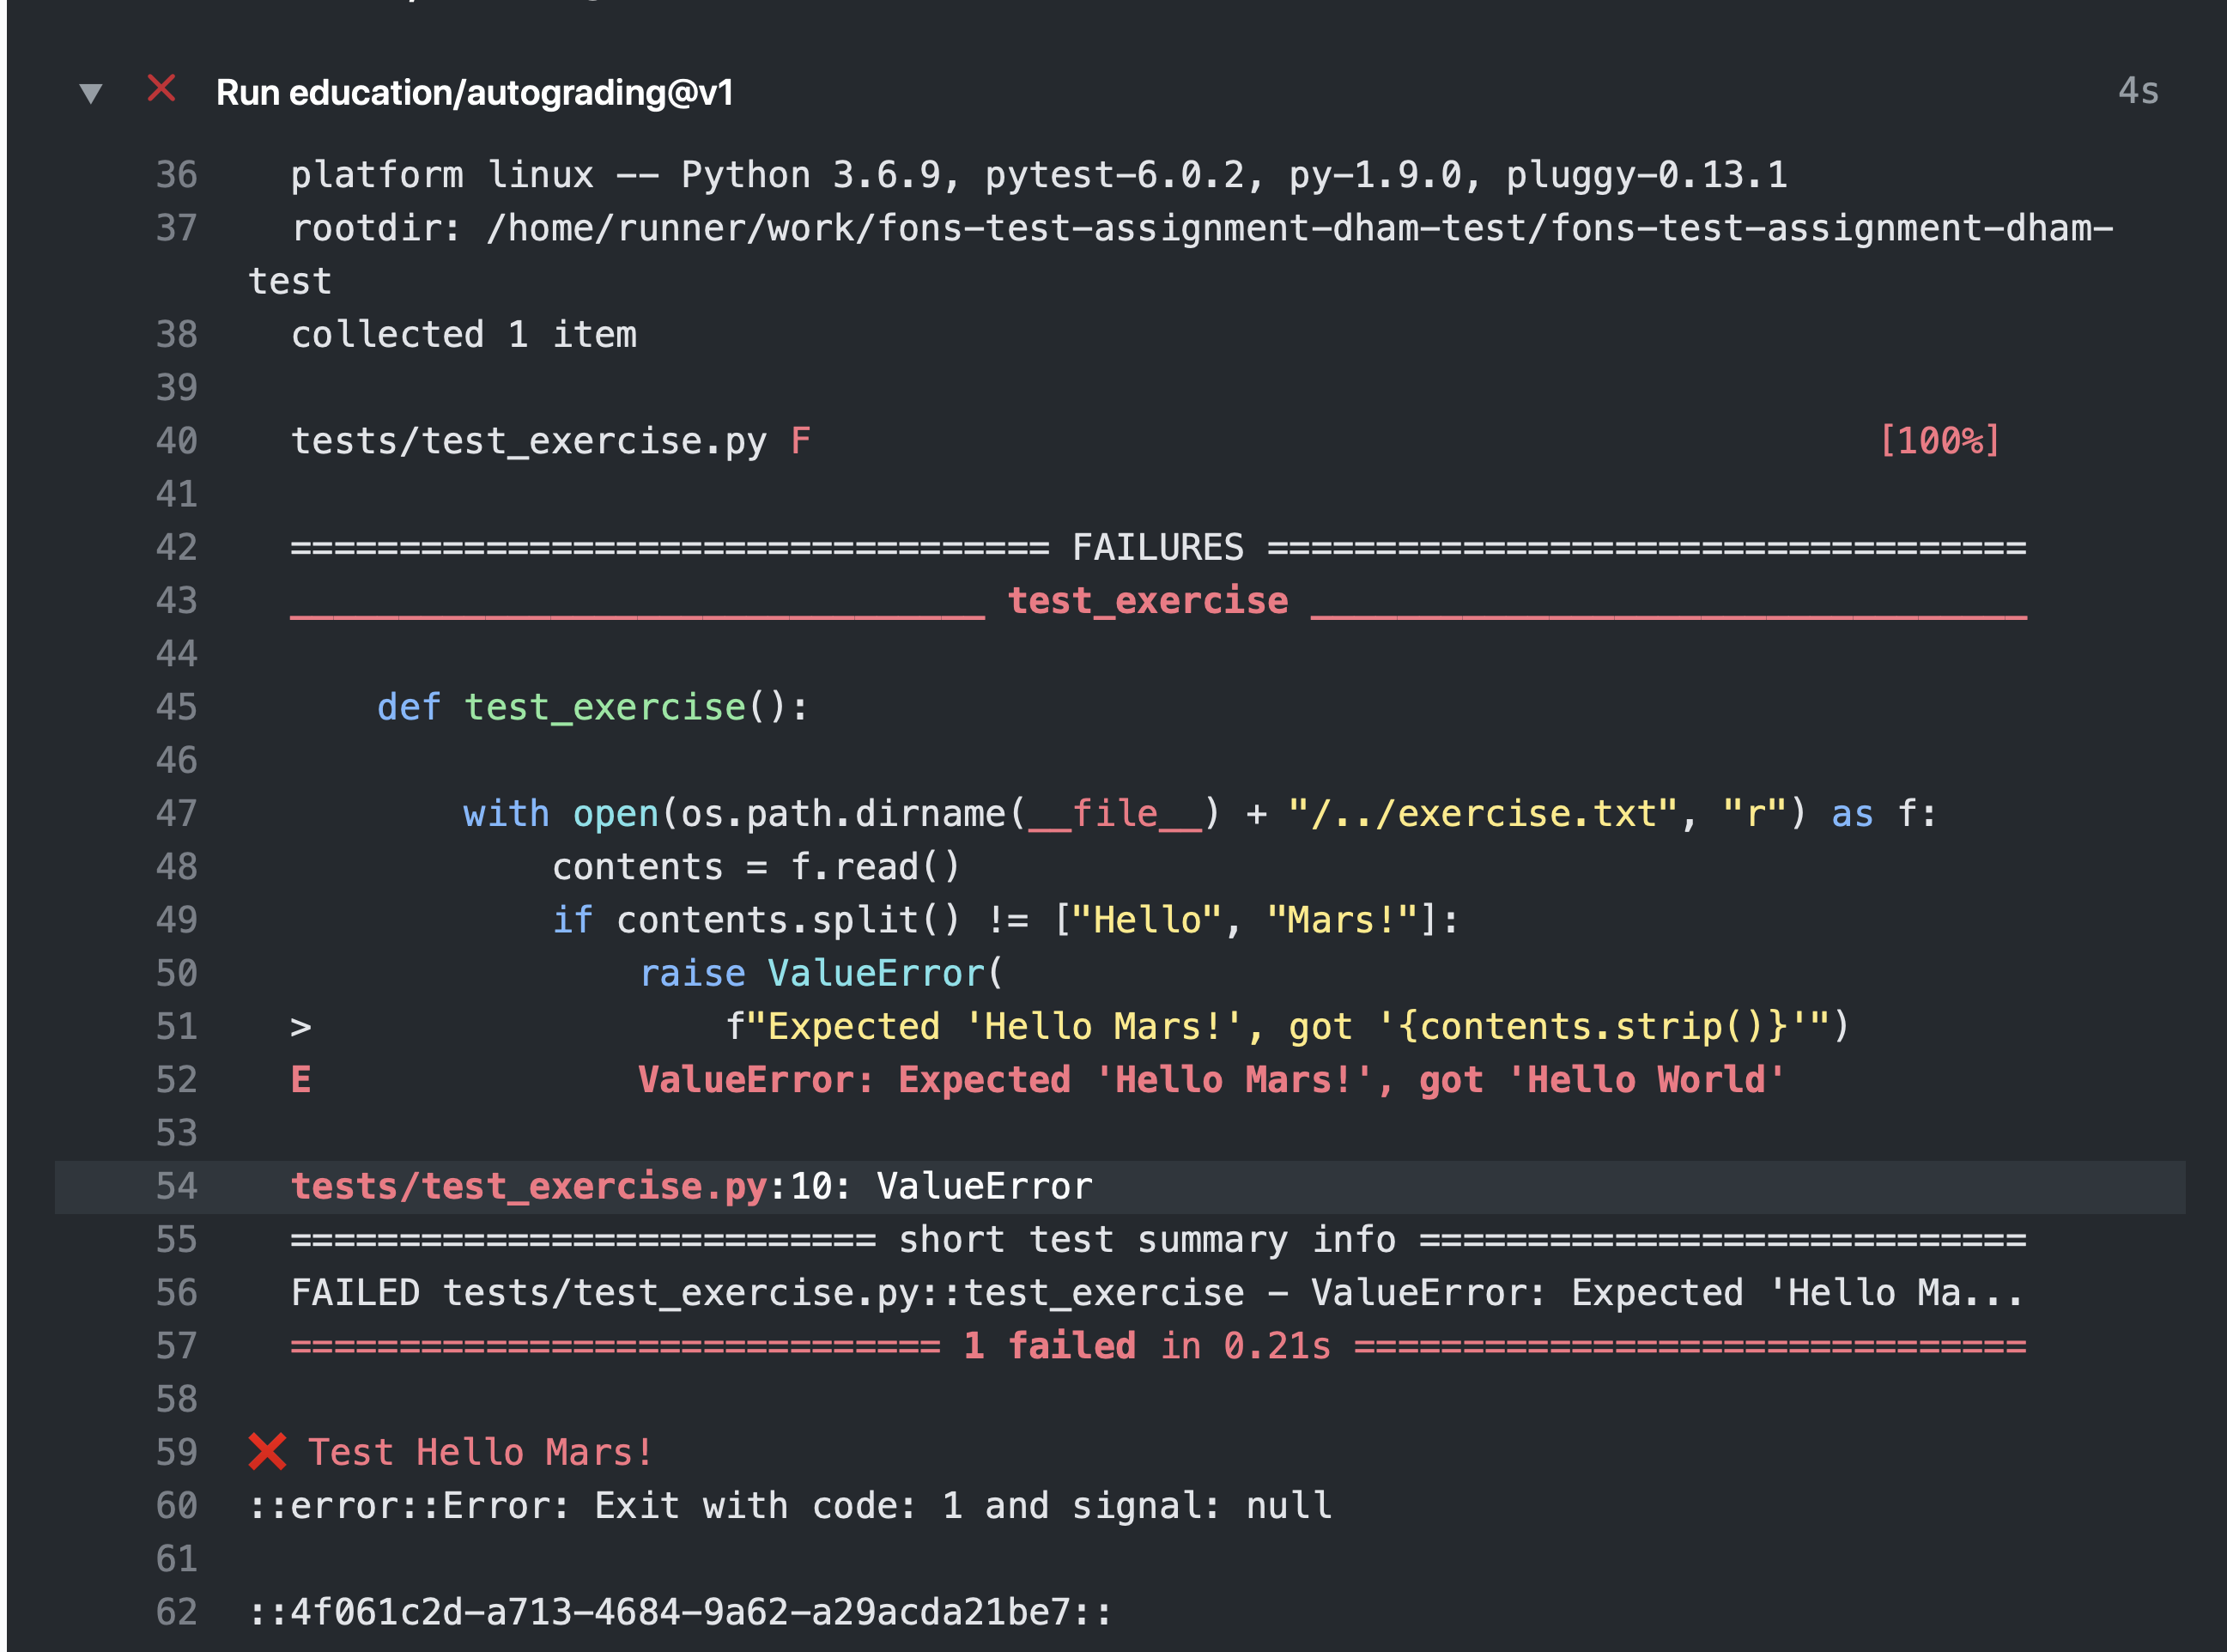 Run education/autograding@v1 4s
36 platform linux -- Python 3.6.9, pytest-6.0.2, py-1.9.0, pluggy-0.13.1
37 rootdir: /home/runner/work/fons-test-assignment-dham-test/fons-test-assignment-dham-
test
38 collected 1 item
39
40 tests/test_exercise.py F [100%]
41
42 =================================== FAILURES ===================================
43 ________________________________ test_exercise _________________________________
44
45 def test_exercise():
46
47 with open(os.path.dirname(__file__) + "/../exercise.txt", "r") as f:
48 contents = f.read()
49 if contents.split() != ["Hello", "Mars!"]:
50 raise ValueError(
51 > f"Expected 'Hello Mars!', got '{contents.strip()}'")
52 E ValueError: Expected 'Hello Mars!', got 'Hello World'
53
54 tests/test_exercise.py:10: ValueError
55 =========================== short test summary info ============================
56 FAILED tests/test_exercise.py::test_exercise - ValueError: Expected 'Hello Ma...
57 ============================== 1 failed in 0.21s ===============================
58
59 ❌ Test Hello Mars!
60 ::error::Error: Exit with code: 1 and signal: null
61
62 ::4f061c2d-a713-4684-9a62-a29acda21be7::